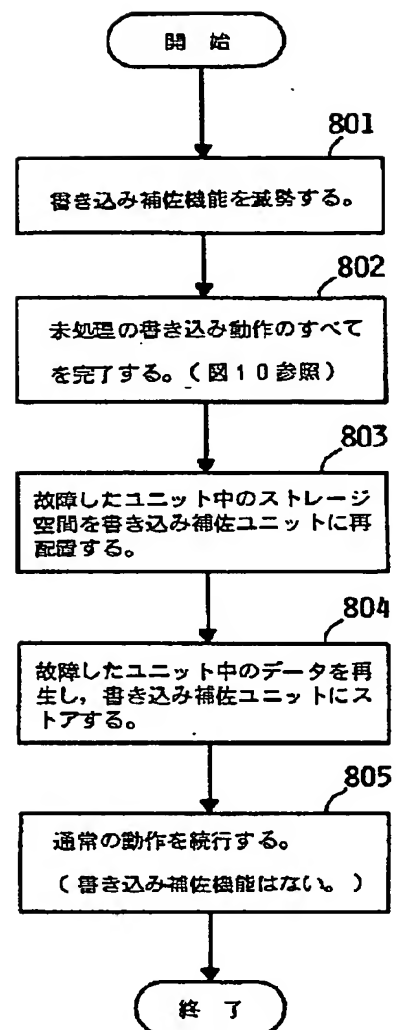 開 始
801
書き込み補佐機能を減勢する。
802
未処理の書き込み動作のすべて
を完了する。(図10参照)
803
故障したユニット中のストレージ
空間を書き込み補佐ユニットに再
配置する。
804
故障したユニット中のデータを再
生し,書き込み補佐ユニットにス
トアする。
805
通常の動作を続行する。
(書き込み補佐機能はない。)
終 了